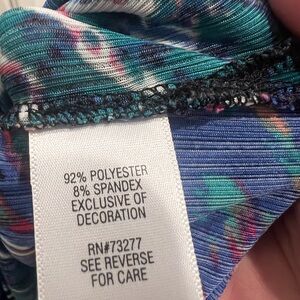 92% POLYESTER
8% SPANDEX
EXCLUSIVE OF
DECORATION
RN#73277
SEE REVERSE
FOR CARE